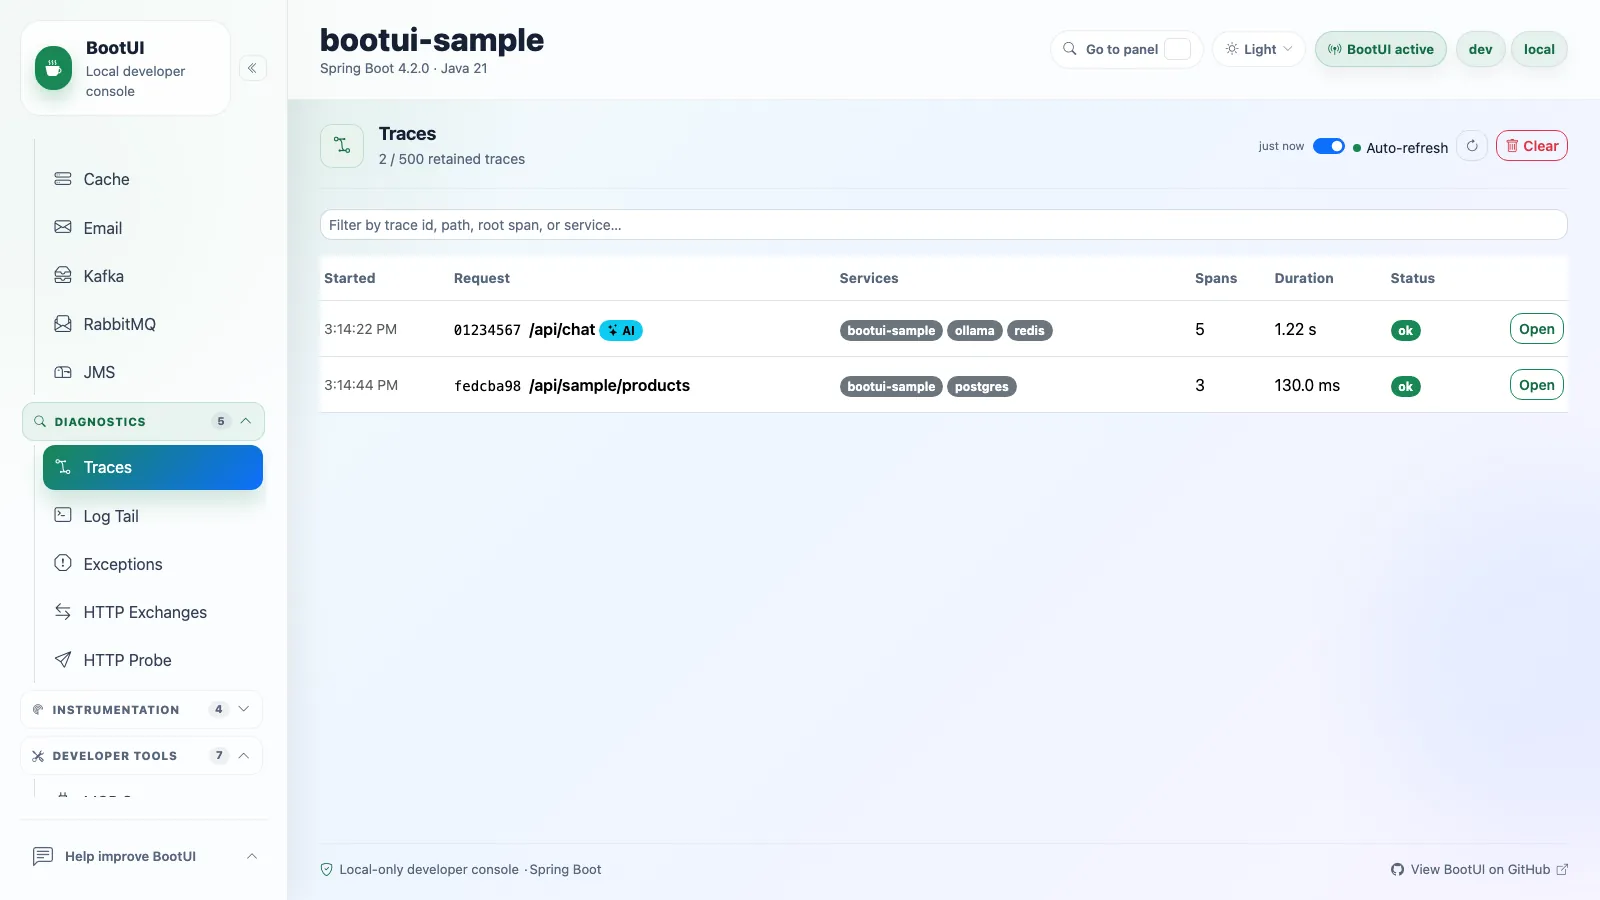 BootUI
Local developer
console
Cache
Email
Kafka
RabbitMQ
JMS
DIAGNOSTICS 5
Traces
Log Tail
Exceptions
HTTP Exchanges
HTTP Probe
INSTRUMENTATION 4
DEVELOPER TOOLS 7
Help improve BootUI
bootui-sample
Spring Boot 4.2.0 · Java 21
Go to panel
Light
BootUI active
dev
local
Traces
2 / 500 retained traces
just now
Auto-refresh
Clear
Filter by trace id, path, root span, or service...
Started Request Services Spans Duration Status
3:14:22 PM 01234567 /api/chat AI bootui-sample ollama redis 5 1.22 s ok Open
3:14:44 PM fedcba98 /api/sample/products bootui-sample postgres 3 130.0 ms ok Open
Local-only developer console · Spring Boot
View BootUI on GitHub